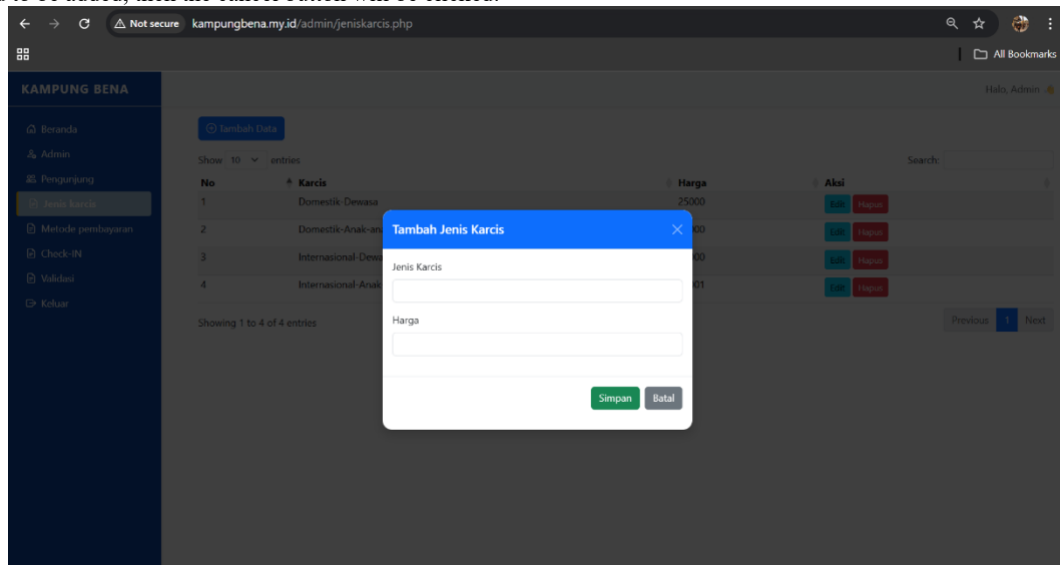 to be added, then the cancel button will be clicked.
Not secure kampungbena.my.id/admin/jeniskarcis.php
All Bookmarks
KAMPUNG BENA
Halo, Admin
Beranda
Admin
Pengunjung
Jenis karcis
Metode pembayaran
Check-IN
Validasi
Keluar
Tambah Data
Show 10 entries
Search:
No Karcis Harga Aksi
1 Domestik-Dewasa 25000 Edit Hapus
2 Domestik-Anak-an 00 Edit Hapus
3 Internasional-Dewa 00 Edit Hapus
4 Internasional-Anak 01 Edit Hapus
Showing 1 to 4 of 4 entries
Previous 1 Next
Tambah Jenis Karcis
Jenis Karcis
Harga
Simpan Batal